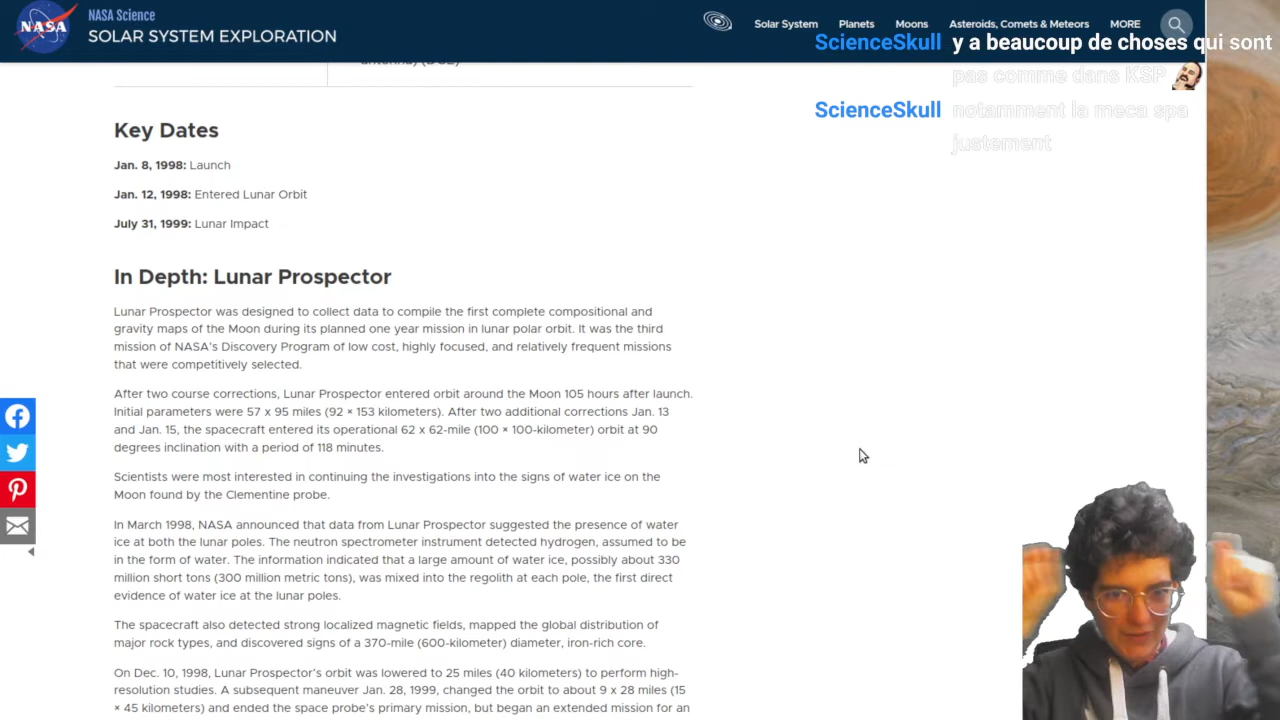 NASA
NASA Science
SOLAR SYSTEM EXPLORATION
Solar System Planets Moons Asteroids, Comets & Meteors MORE
ScienceSkull y a beaucoup de choses qui sont
pas comme dans KSP
ScienceSkull notamment la meca spa
justement
Key Dates
Jan. 8, 1998: Launch
Jan. 12, 1998: Entered Lunar Orbit
July 31, 1999: Lunar Impact
In Depth: Lunar Prospector
Lunar Prospector was designed to collect data to compile the first complete compositional and
gravity maps of the Moon during its planned one year mission in lunar polar orbit. It was the third
mission of NASA’s Discovery Program of low cost, highly focused, and relatively frequent missions
that were competitively selected.
After two course corrections, Lunar Prospector entered orbit around the Moon 105 hours after launch.
Initial parameters were 57 x 95 miles (92 × 153 kilometers). After two additional corrections Jan. 13
and Jan. 15, the spacecraft entered its operational 62 x 62-mile (100 × 100-kilometer) orbit at 90
degrees inclination with a period of 118 minutes.
Scientists were most interested in continuing the investigations into the signs of water ice on the
Moon found by the Clementine probe.
In March 1998, NASA announced that data from Lunar Prospector suggested the presence of water
ice at both the lunar poles. The neutron spectrometer instrument detected hydrogen, assumed to be
in the form of water. The information indicated that a large amount of water ice, possibly about 330
million short tons (300 million metric tons), was mixed into the regolith at each pole, the first direct
evidence of water ice at the lunar poles.
The spacecraft also detected strong localized magnetic fields, mapped the global distribution of
major rock types, and discovered signs of a 370-mile (600-kilometer) diameter, iron-rich core.
On Dec. 10, 1998, Lunar Prospector’s orbit was lowered to 25 miles (40 kilometers) to perform high-
resolution studies. A subsequent maneuver Jan. 28, 1999, changed the orbit to about 9 x 28 miles (15
× 45 kilometers) and ended the space probe’s primary mission, but began an extended mission for an